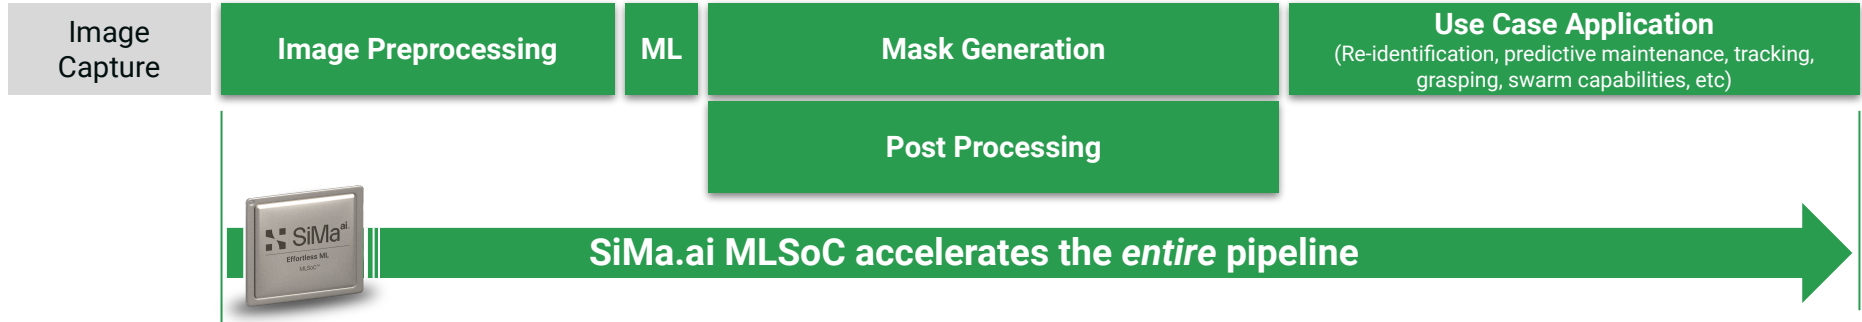 Image
Capture
Image Preprocessing
ML
Mask Generation
Use Case Application
(Re-identification, predictive maintenance, tracking,
grasping, swarm capabilities, etc)
Post Processing
SiMa.ai
Effortless ML
MLSoC™
SiMa.ai MLSoC accelerates the entire pipeline